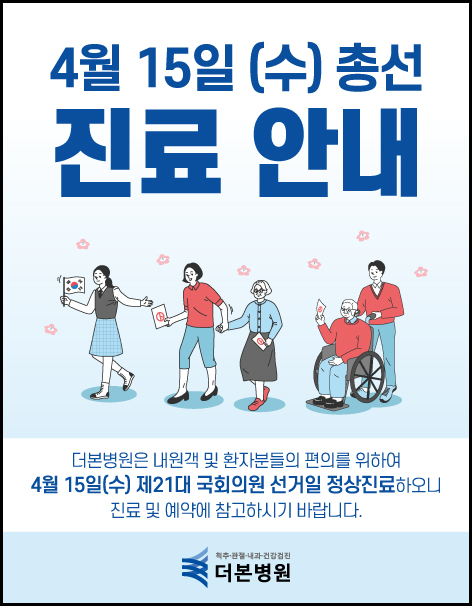 4월 15일 (수) 총선
진료 안내
더본병원은 내원객 및 환자분들의 편의를 위하여
4월 15일(수) 제21대 국회의원 선거일 정상진료하오니
진료 및 예약에 참고하시기 바랍니다.
척추·관절·내과·건강검진
더본병원